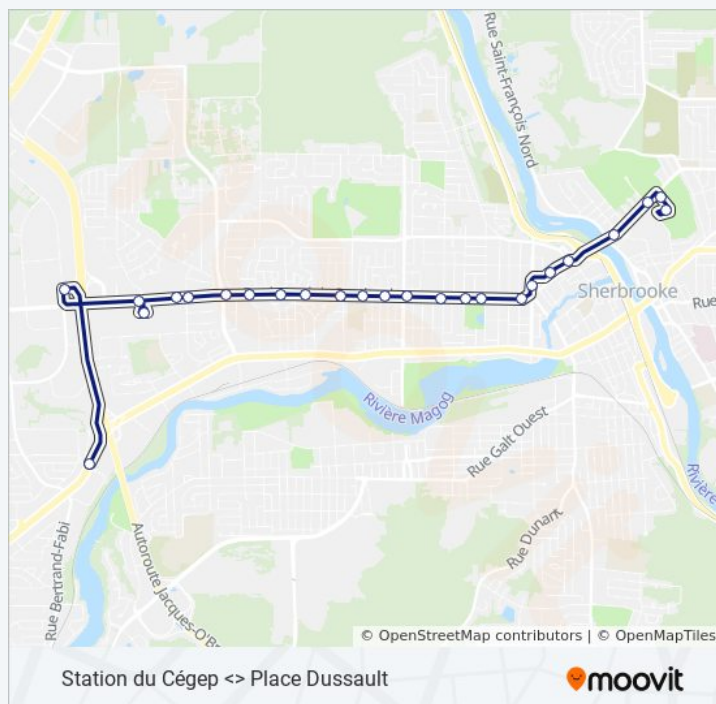 Rue Saint-François Nord
Sherbrooke
Rue
Rivière Magog
Rue Galt Ouest
Rivière
Rue Dunant
Rue Bertrand-Fabi
Autoroute Jacques-O'B
© OpenStreetMap contributors | © OpenMapTiles
Station du Cégep <> Place Dussault
moovit